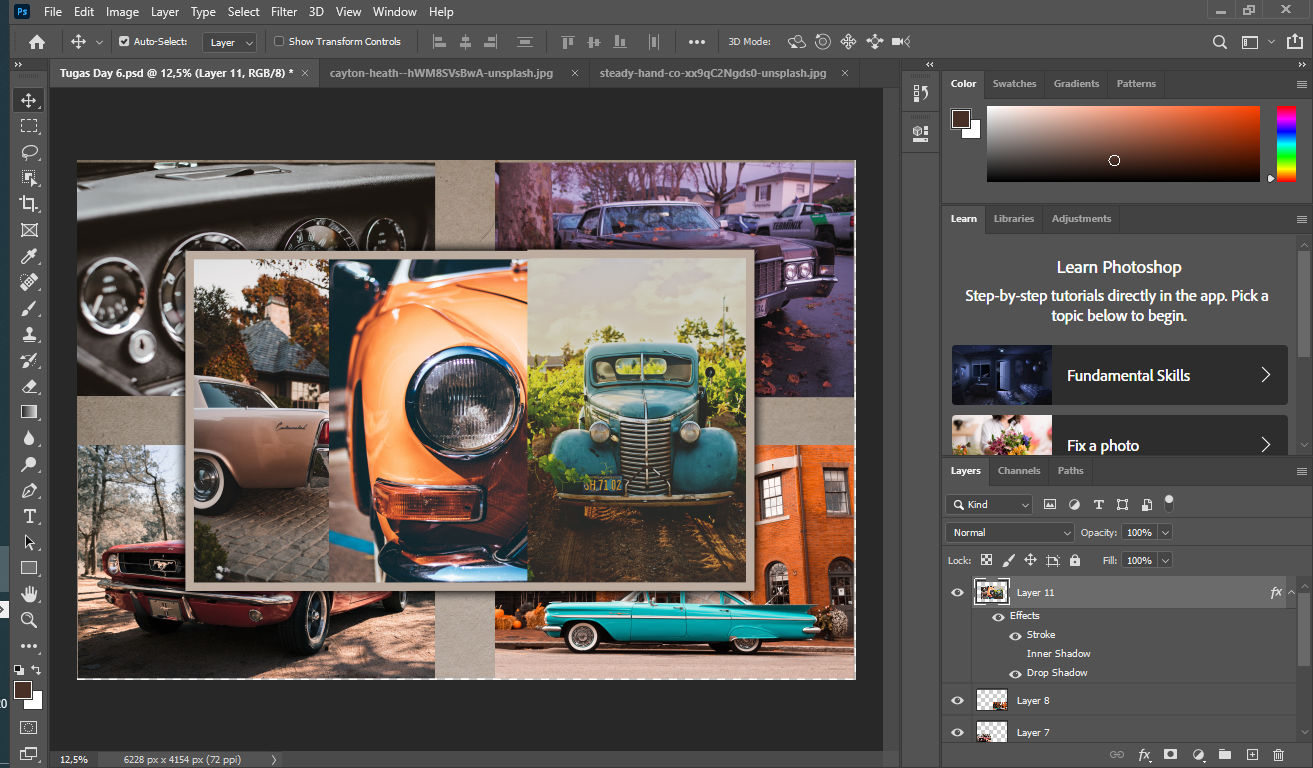 Ps File Edit Image Layer Type Select Filter 3D View Window Help
Auto-Select: Layer Show Transform Controls 3D Mode:
Tugas Day 6.psd @ 12,5% (Layer 11, RGB/8) * × cayton-heath--hWM8SVsBwA-unsplash.jpg × steady-hand-co-xx9qC2Ngds0-unsplash.jpg ×
Color Swatches Gradients Patterns
TERMINIX
Continental
SH 71 02
Learn Libraries Adjustments
Learn Photoshop
Step-by-step tutorials directly in the app. Pick a
topic below to begin.
Fundamental Skills
Fix a photo
Layers Channels Paths
Kind
Normal Opacity: 100%
Lock: Fill: 100%
Layer 11 fx
Effects
Stroke
Inner Shadow
Drop Shadow
Layer 8
Layer 7
fx
20
12,5% 6228 px x 4154 px (72 ppi)